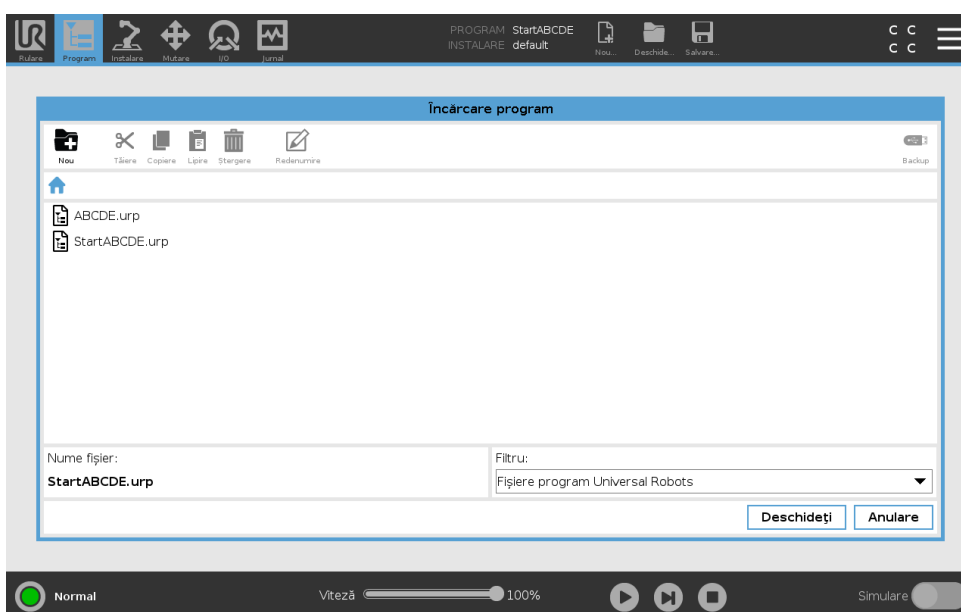 PROGRAM StartABCDE
INSTALARE default
C C
C C
Rulare Program Instalare Mutare I/O Jurnal Nou... Deschide... Salvare...
Încărcare program
Nou Tăiere Copiere Lipire Ștergere Redenumire Backup
ABCDE.urp
StartABCDE.urp
Nume fișier: Filtru:
StartABCDE.urp Fișiere program Universal Robots
Deschideți Anulare
Normal Viteză 100% Simulare